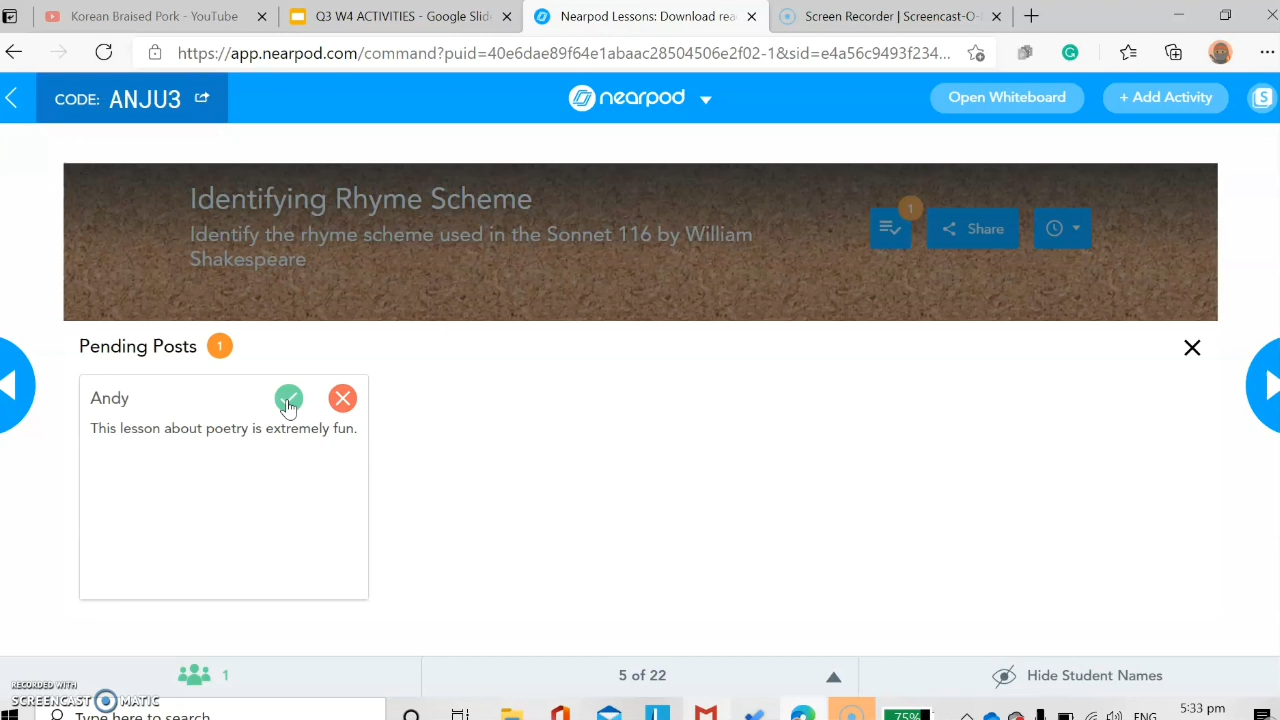 Korean Braised Pork - YouTube
Q3 W4 ACTIVITIES - Google Slid
Nearpod Lessons: Download rea
Screen Recorder | Screencast-O-
https://app.nearpod.com/command?puid=40e6dae89f64e1abaac28504506e2f02-1&sid=e4a56c9493f234...
CODE: ANJU3
nearpod
Open Whiteboard
+ Add Activity
S
Identifying Rhyme Scheme
1
Identify the rhyme scheme used in the Sonnet 116 by William
Shakespeare
Share
Pending Posts 1
Andy
This lesson about poetry is extremely fun.
1
5 of 22
Hide Student Names
RECORDED WITH
SCREENCAST MATIC
Type here to search
75%
ENG
5:33 pm